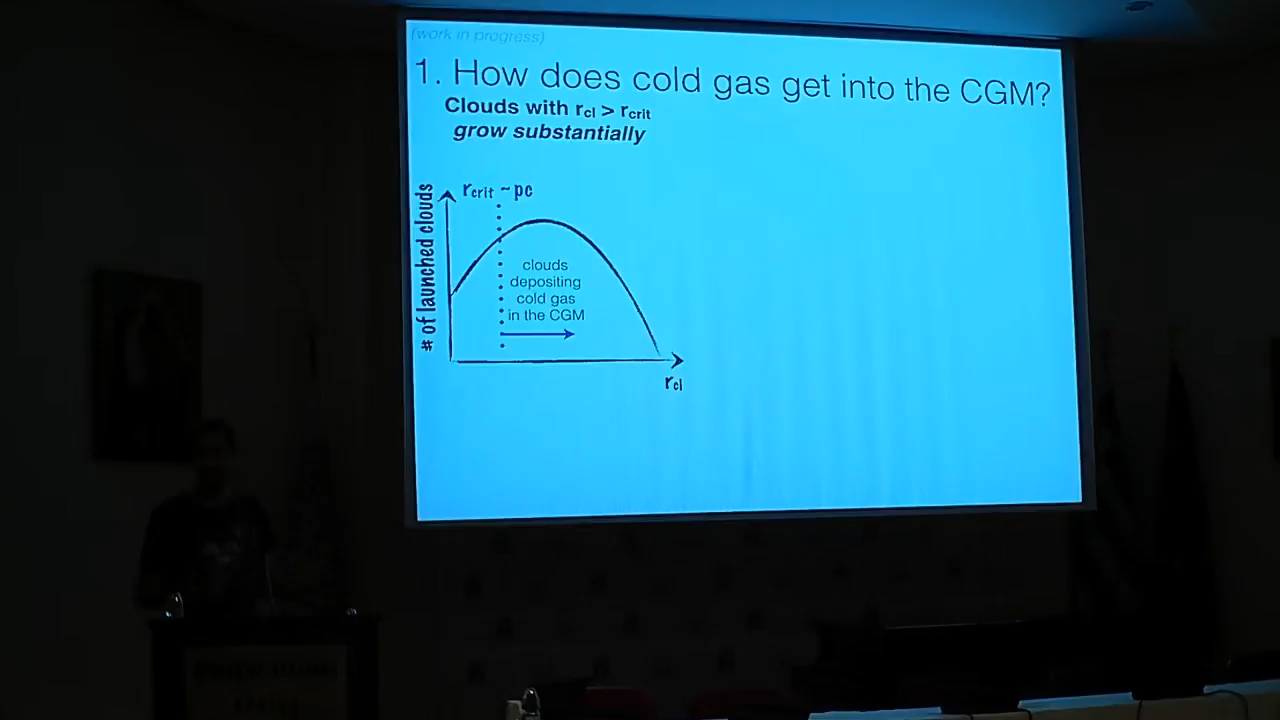 (work in progress)
1. How does cold gas get into the CGM?
Clouds with rcl > rcrit
grow substantially
# of launched clouds
rcrit ~ pc
clouds
depositing
cold gas
in the CGM
rcl